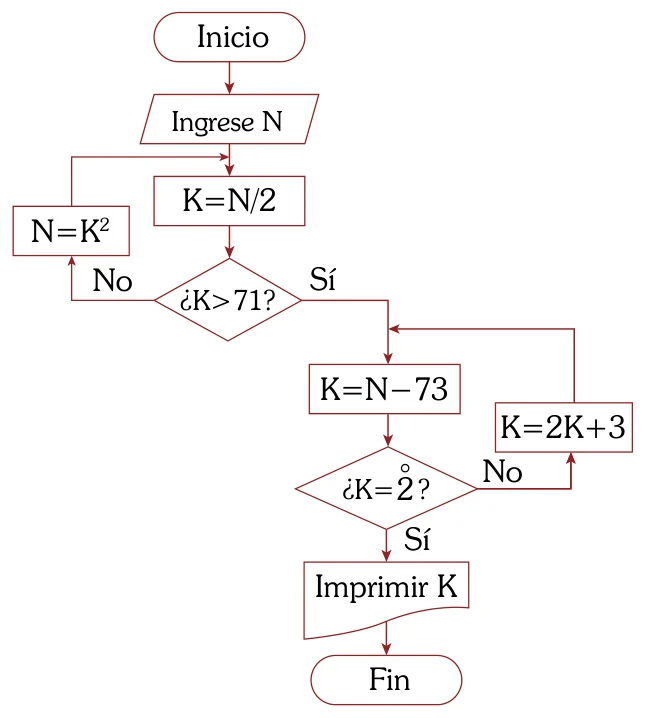 Inicio
Ingrese N
K=N/2
N=K²
No
¿K>71?
Sí
K=N−73
K=2K+3
¿K=2̊?
No
Sí
Imprimir K
Fin